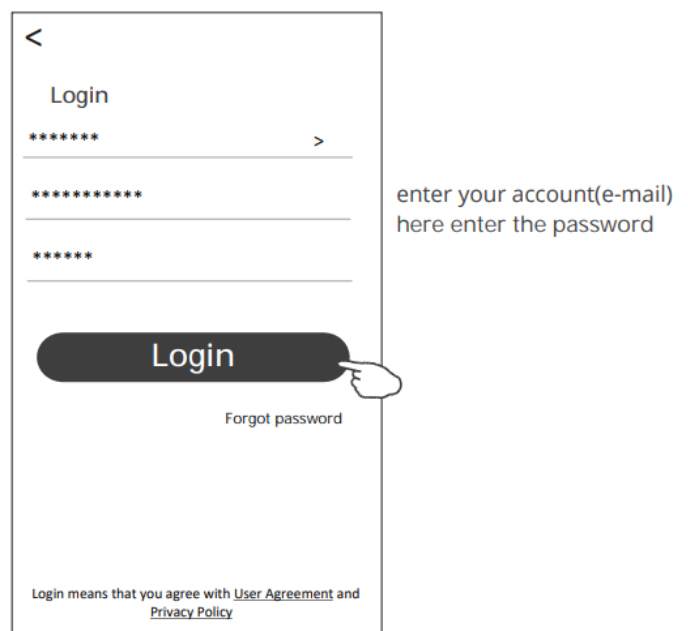 <
Login
******* >
***********
******
enter your account(e-mail)
here enter the password
Login
Forgot password
Login means that you agree with User Agreement and
Privacy Policy